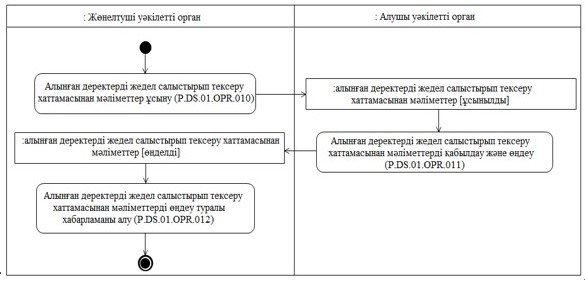 : Жөнелтуші уәкілетті орган
: Алушы уәкілетті орган
Алынған деректерді жедел салыстырып тексеру
хаттамасынан мәліметтер ұсыну (P.DS.01.OPR.010)
:алынған деректерді жедел салыстырып тексеру
хаттамасынан мәліметтер [ұсынылды]
Алынған деректерді жедел салыстырып тексеру
хаттамасынан мәліметтерді қабылдау және өңдеу
(P.DS.01.OPR.011)
:алынған деректерді жедел салыстырып тексеру хаттамасынан
мәліметтер [өңделді]
Алынған деректерді жедел салыстырып тексеру
хаттамасынан мәліметтерді өңдеу туралы
хабарламаны алу (P.DS.01.OPR.012)